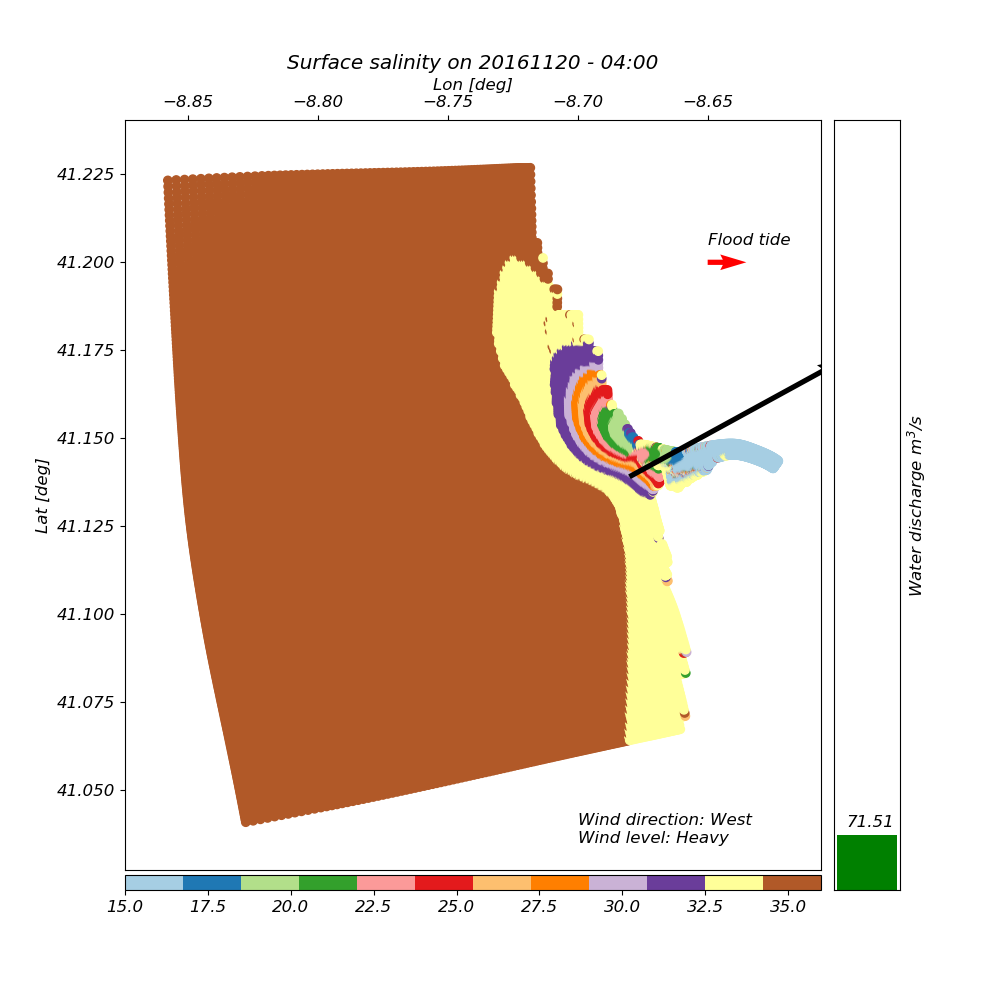 Surface salinity on 20161120 - 04:00
Lon [deg]
−8.85 −8.80 −8.75 −8.70 −8.65
41.225
41.200
41.175
41.150
41.125
41.100
41.075
41.050
Lat [deg]
Flood tide
Wind direction: West
Wind level: Heavy
15.0 17.5 20.0 22.5 25.0 27.5 30.0 32.5 35.0
71.51
Water discharge m³/s